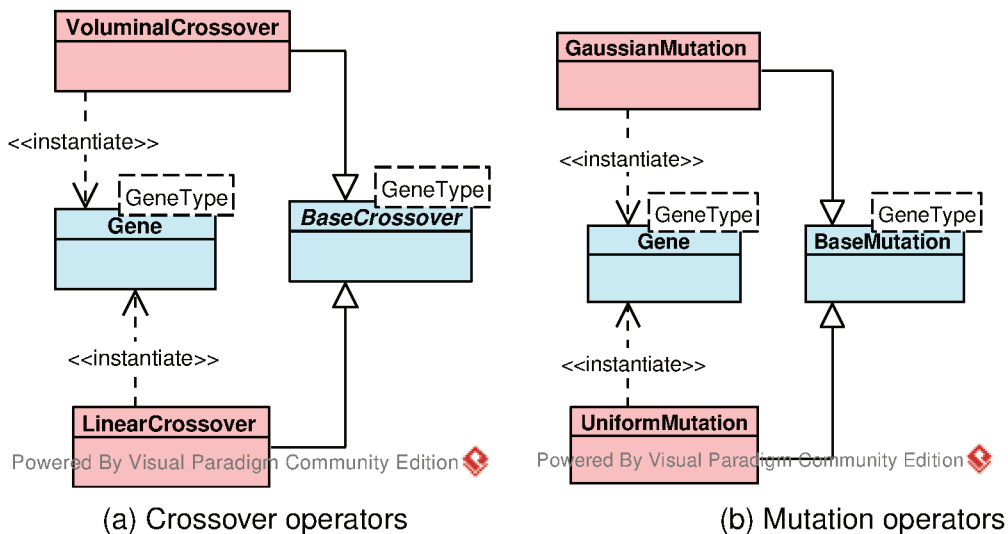 VoluminalCrossover
<<instantiate>>
GeneType
Gene
GeneType
BaseCrossover
<<instantiate>>
LinearCrossover
Powered By Visual Paradigm Community Edition
(a) Crossover operators
GaussianMutation
<<instantiate>>
GeneType
Gene
GeneType
BaseMutation
<<instantiate>>
UniformMutation
Powered By Visual Paradigm Community Edition
(b) Mutation operators